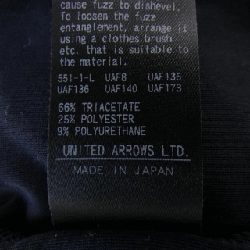 cause fuzz to dishevel.
To loosen the fuzz
entanglement, arrange it
using a clothes brush
etc. that is suitable to
the material.
551-1-L UAF8 UAF135
UAF136 UAF140 UAF173
66% TRIACETATE
25% POLYESTER
9% POLYURETHANE
UNITED ARROWS LTD.
MADE IN JAPAN